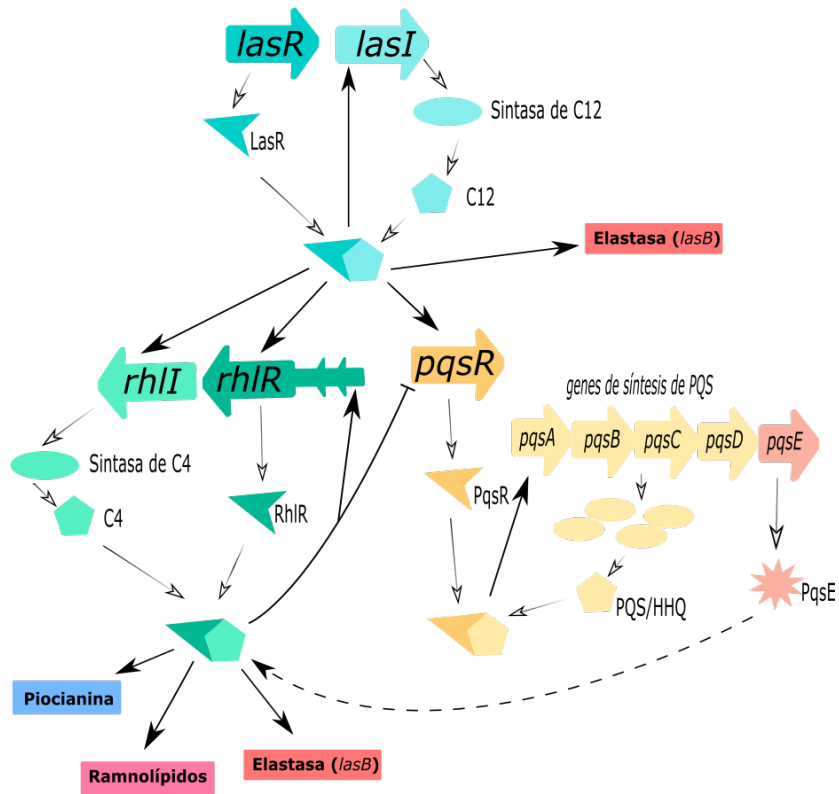 lasR
lasI
Sintasa de C12
LasR
C12
Elastasa (lasB)
rhlI
rhlR
pqsR
genes de síntesis de PQS
pqsA
pqsB
pqsC
pqsD
pqsE
Sintasa de C4
C4
RhlR
PqsR
PQS/HHQ
PqsE
Piocianina
Ramnolípidos
Elastasa (lasB)